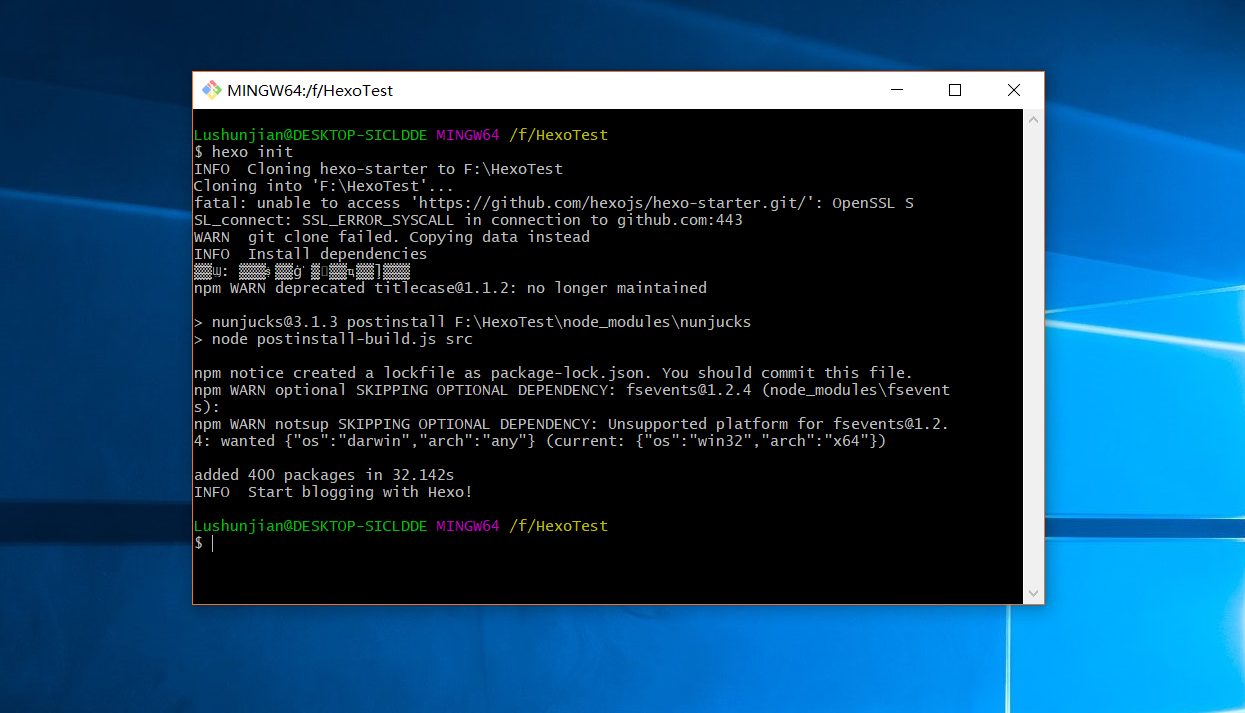 MINGW64:/f/HexoTest
Lushunjian@DESKTOP-SICLDDE MINGW64 /f/HexoTest
$ hexo init
INFO  Cloning hexo-starter to F:\HexoTest
Cloning into 'F:\HexoTest'...
fatal: unable to access 'https://github.com/hexojs/hexo-starter.git/': OpenSSL S
SL_connect: SSL_ERROR_SYSCALL in connection to github.com:443
WARN  git clone failed. Copying data instead
INFO  Install dependencies
npm WARN deprecated titlecase@1.1.2: no longer maintained
> nunjucks@3.1.3 postinstall F:\HexoTest\node_modules\nunjucks
> node postinstall-build.js src
npm notice created a lockfile as package-lock.json. You should commit this file.
npm WARN optional SKIPPING OPTIONAL DEPENDENCY: fsevents@1.2.4 (node_modules\fsevent
s):
npm WARN notsup SKIPPING OPTIONAL DEPENDENCY: Unsupported platform for fsevents@1.2.
4: wanted {"os":"darwin","arch":"any"} (current: {"os":"win32","arch":"x64"})
added 400 packages in 32.142s
INFO  Start blogging with Hexo!
Lushunjian@DESKTOP-SICLDDE MINGW64 /f/HexoTest
$